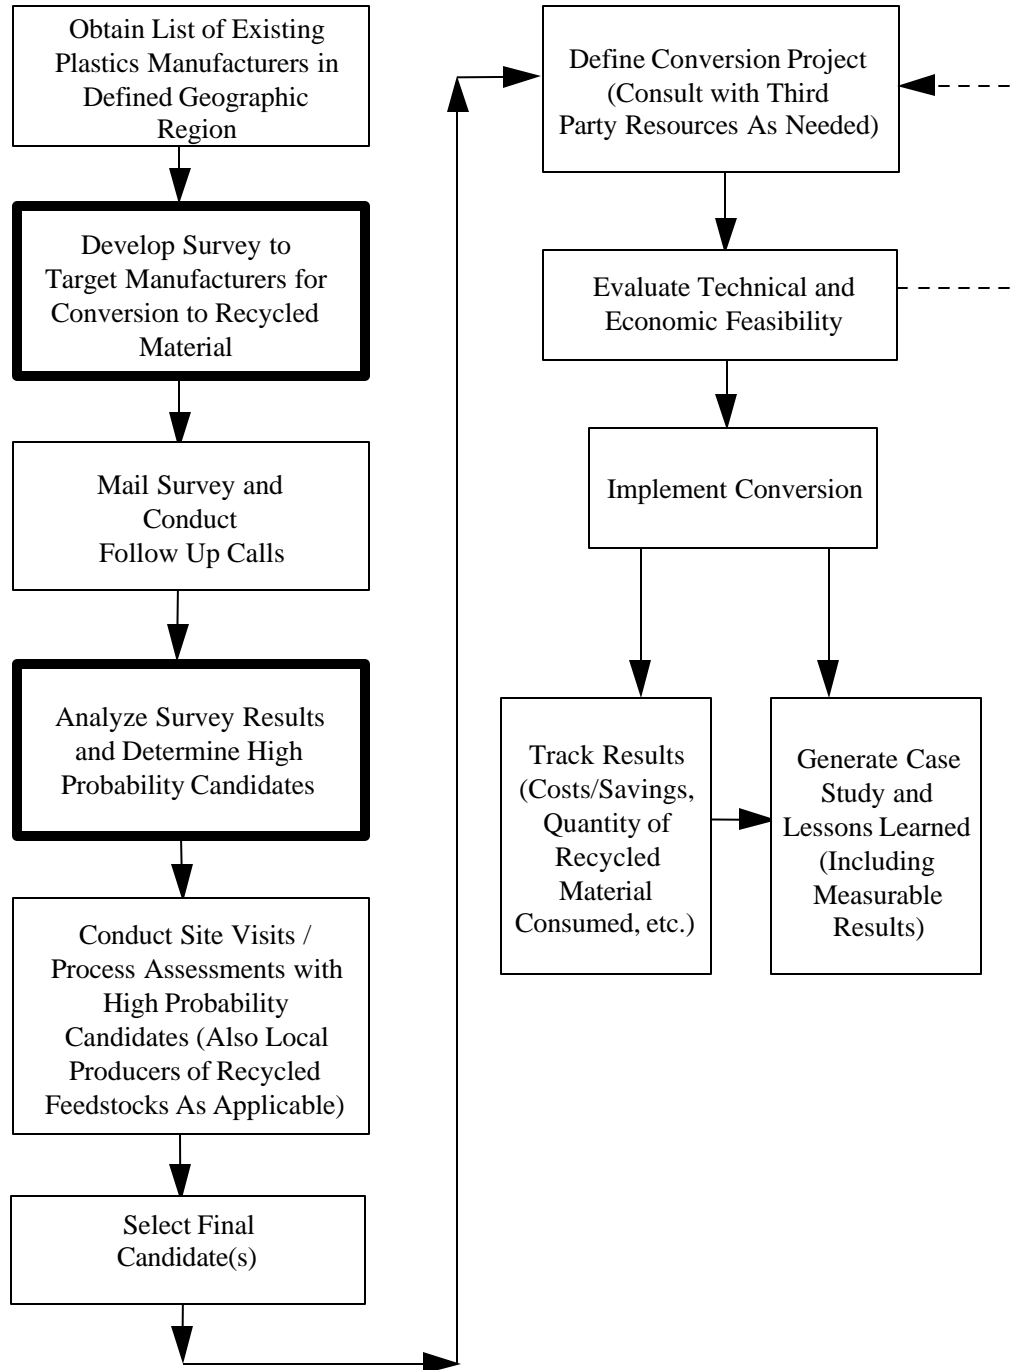 Obtain List of Existing
Plastics Manufacturers in
Defined Geographic
Region
Develop Survey to
Target Manufacturers for
Conversion to Recycled
Material
Mail Survey and
Conduct
Follow Up Calls
Analyze Survey Results
and Determine High
Probability Candidates
Conduct Site Visits /
Process Assessments with
High Probability
Candidates (Also Local
Producers of Recycled
Feedstocks As Applicable)
Select Final
Candidate(s)
Define Conversion Project
(Consult with Third
Party Resources As Needed)
Evaluate Technical and
Economic Feasibility
Implement Conversion
Track Results
(Costs/Savings,
Quantity of
Recycled
Material
Consumed, etc.)
Generate Case
Study and
Lessons Learned
(Including
Measurable
Results)